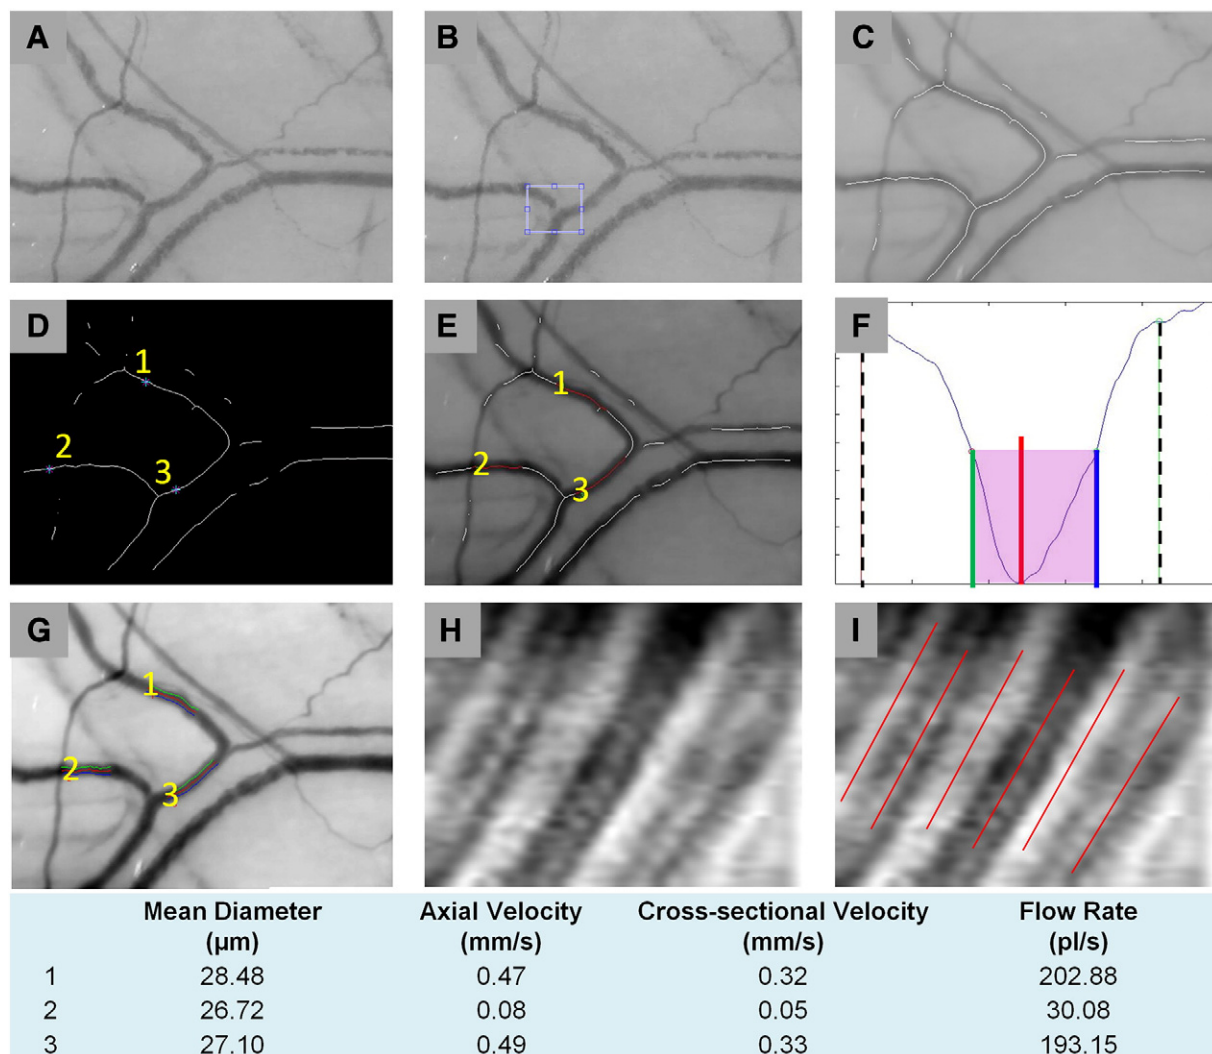 A
B
C
D
1
2
3
E
1
2
3
F
G
1
2
3
H
I
Mean Diameter Axial Velocity Cross-sectional Velocity Flow Rate
(µm) (mm/s) (mm/s) (pl/s)
1 28.48 0.47 0.32 202.88
2 26.72 0.08 0.05 30.08
3 27.10 0.49 0.33 193.15